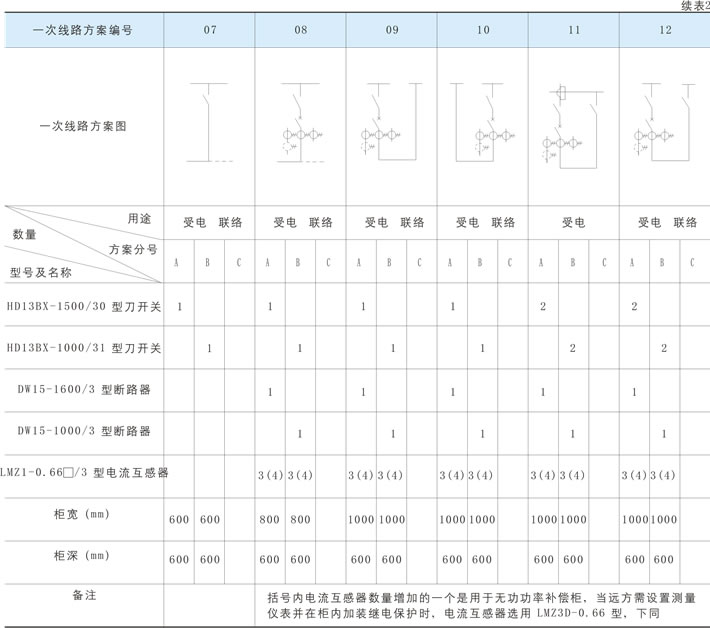 续表2
一次线路方案编号 07 08 09 10 11 12
一次线路方案图
用途 受电 联络 受电 联络 受电 联络 受电 受电 联络
数量
方案分号
型号及名称
A B C A B C A B C A B C A B C A B C
HD13BX-1500/30 型刀开关 1 1 1 1 2 2
HD13BX-1000/31 型刀开关 1 1 1 1 2 2
DW15-1600/3 型断路器 1 1 1 1 1
DW15-1000/3 型断路器 1 1 1 1 1
LMZ1-0.66□/3 型电流互感器 3(4) 3(4) 3(4) 3(4) 3(4) 3(4) 3(4) 3(4) 3(4) 3(4)
柜宽 (mm) 600 600 800 800 1000 1000 1000 1000 1000 1000 1000 1000
柜深 (mm) 600 600 600 600 600 600 600 600 600 600 600 600
备注 括号内电流互感器数量增加的一个是用于无功功率补偿柜，当远方需设置测量
仪表并在柜内加装继电保护时，电流互感器选用 LMZ3D-0.66 型，下同